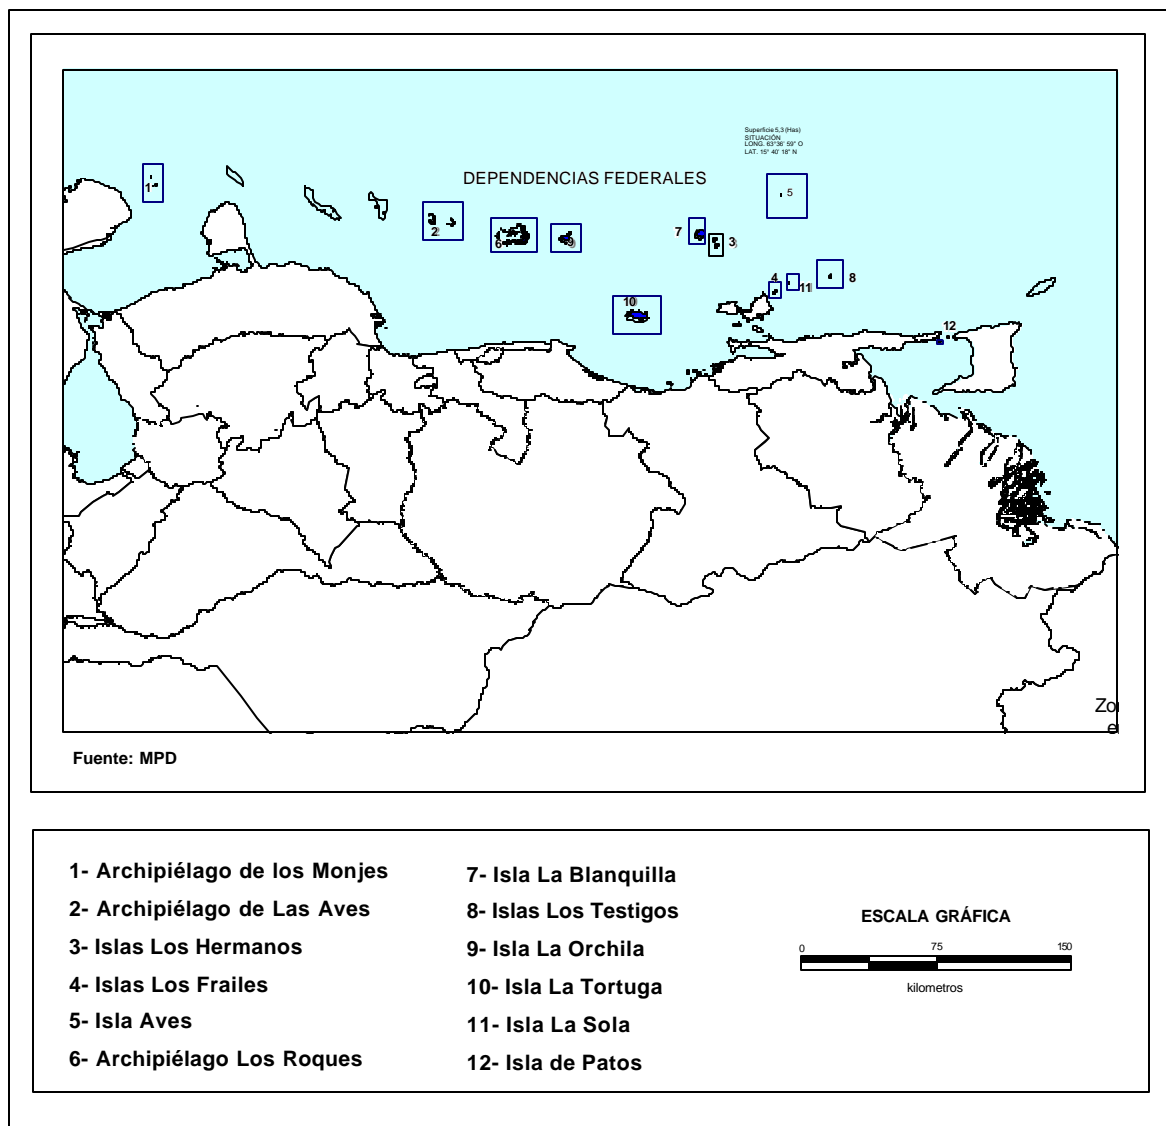 Superficie 5,3 (Has)
SITUACIÓN
LONG. 63°36' 59" O
LAT. 15° 40' 18" N
DEPENDENCIAS FEDERALES
1
5
2
6
9
7
3
4
11
8
10
12
Zo
e
Fuente: MPD
1- Archipiélago de los Monjes
2- Archipiélago de Las Aves
3- Islas Los Hermanos
4- Islas Los Frailes
5- Isla Aves
6- Archipiélago Los Roques
7- Isla La Blanquilla
8- Islas Los Testigos
9- Isla La Orchila
10- Isla La Tortuga
11- Isla La Sola
12- Isla de Patos
ESCALA GRÁFICA
0 75 150
kilometros